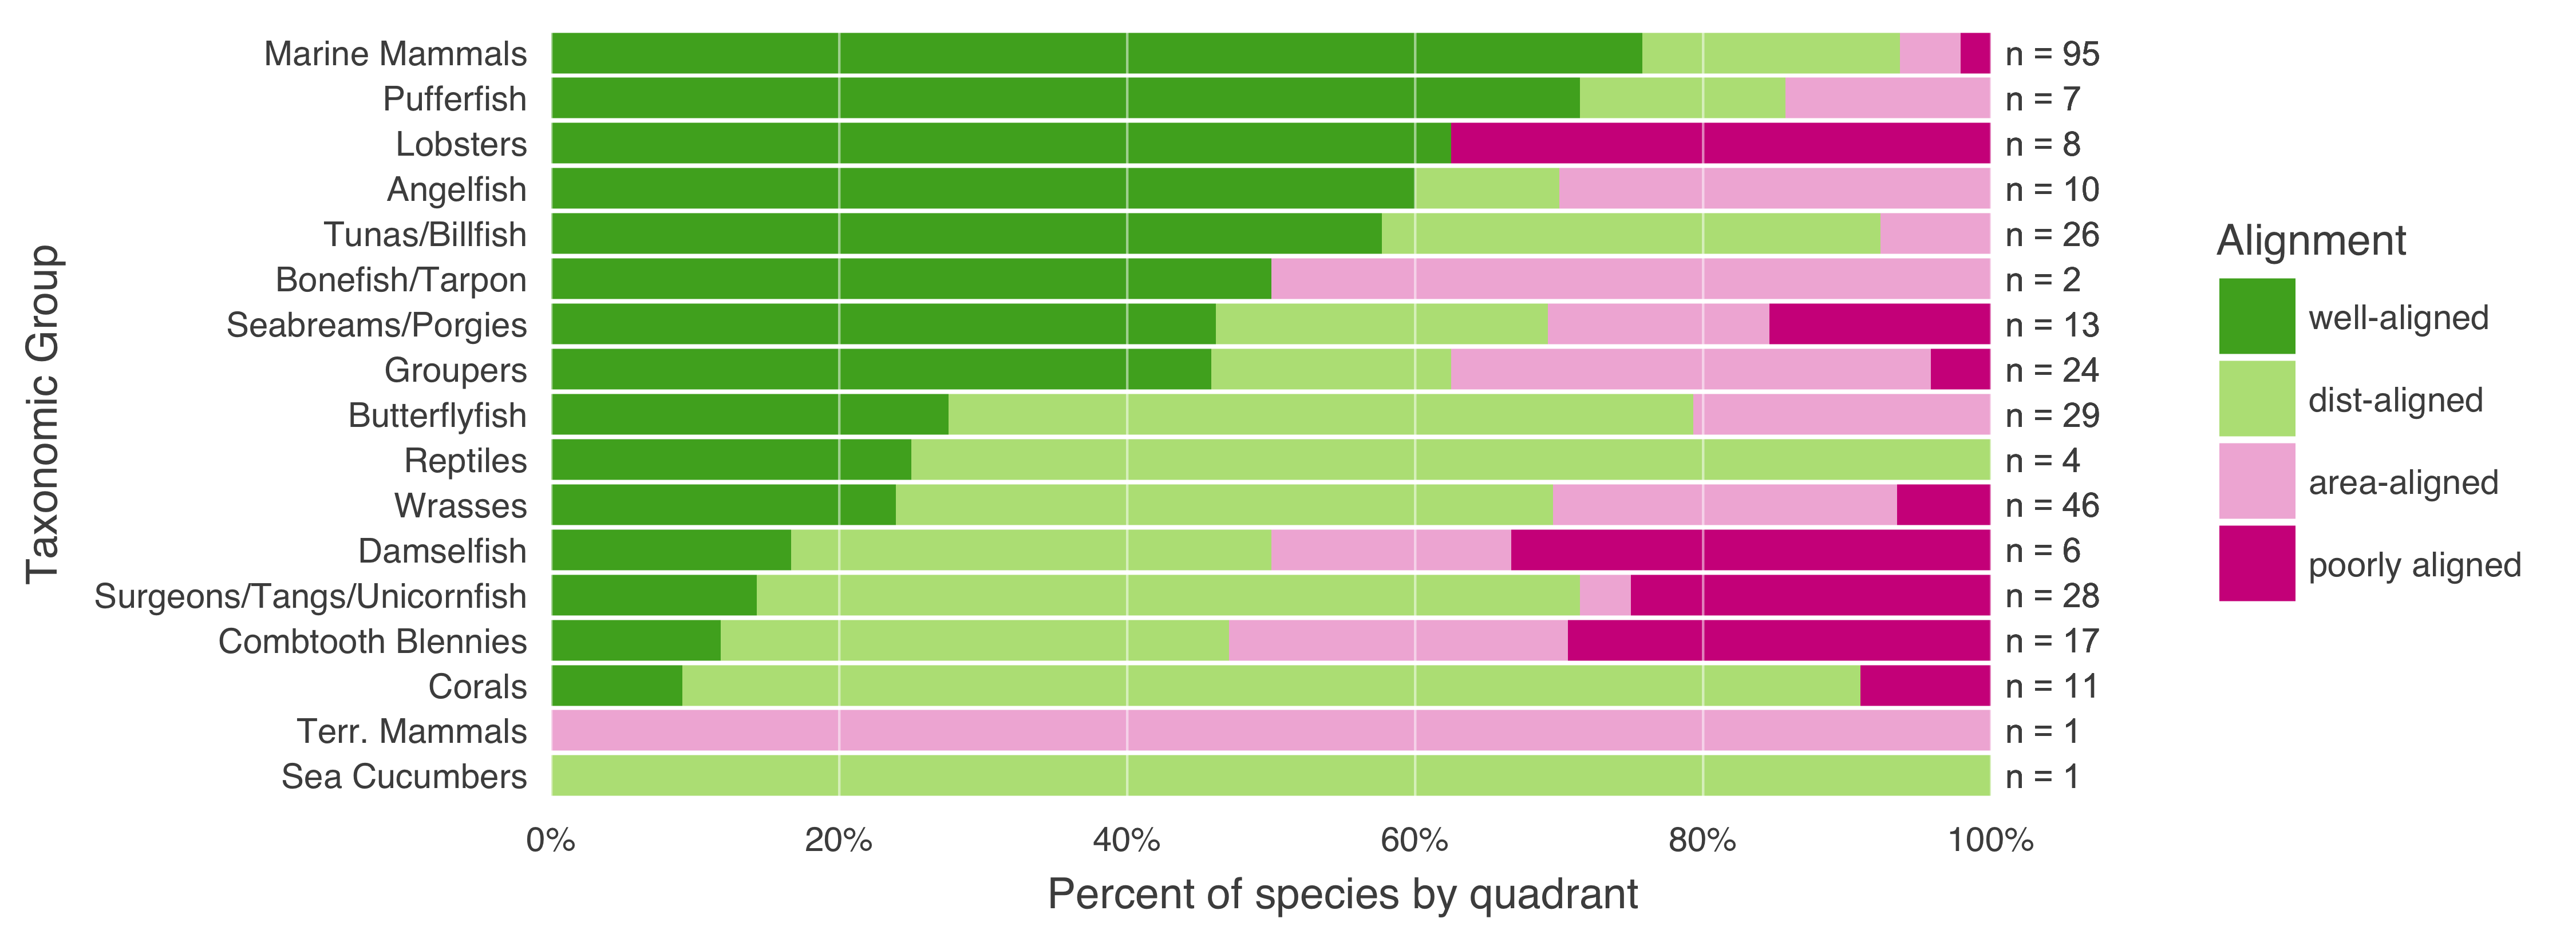 Marine Mammals n = 95
Pufferfish n = 7
Lobsters n = 8
Angelfish n = 10
Tunas/Billfish n = 26
Bonefish/Tarpon n = 2
Seabreams/Porgies n = 13
Groupers n = 24
Butterflyfish n = 29
Reptiles n = 4
Wrasses n = 46
Damselfish n = 6
Surgeons/Tangs/Unicornfish n = 28
Combtooth Blennies n = 17
Corals n = 11
Terr. Mammals n = 1
Sea Cucumbers n = 1
Taxonomic Group
0% 20% 40% 60% 80% 100%
Percent of species by quadrant
Alignment
well-aligned
dist-aligned
area-aligned
poorly aligned